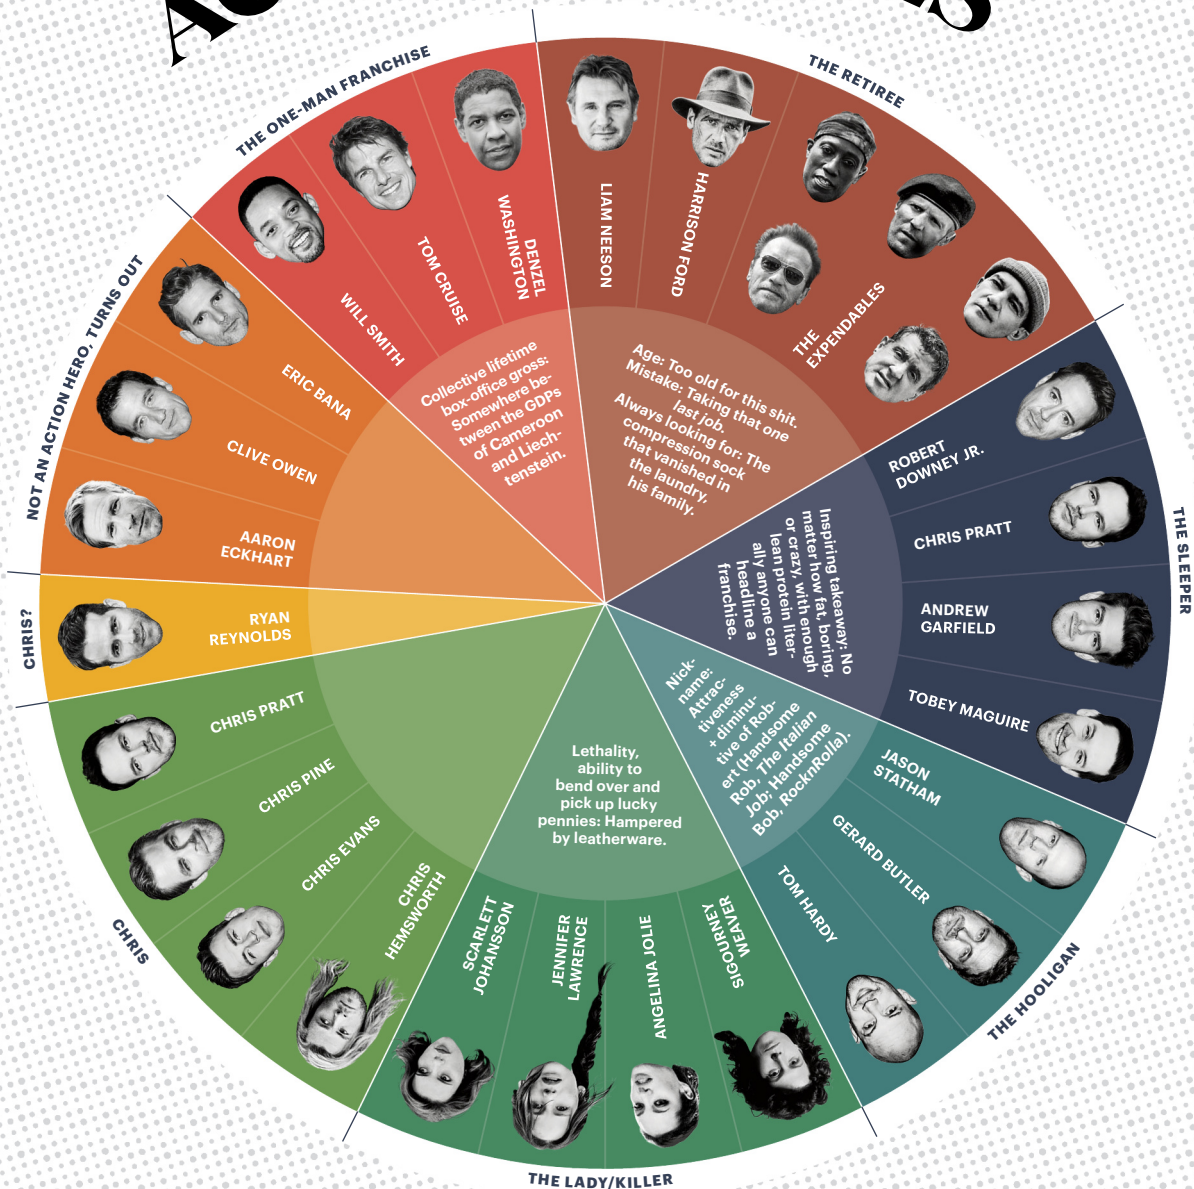 THE ONE-MAN FRANCHISE
WILL SMITH
TOM CRUISE
DENZEL
WASHINGTON
Collective lifetime
box-office gross:
Somewhere be-
tween the GDPs
of Cameroon
and Liech-
tenstein.
THE RETIREE
LIAM NEESON
HARRISON FORD
THE
EXPENDABLES
Age: Too old for this shit.
Mistake: Taking that one
last job.
Always looking for: The
compression sock
that vanished in
the laundry,
his family.
THE SLEEPER
ROBERT
DOWNEY JR.
CHRIS PRATT
ANDREW
GARFIELD
TOBEY MAGUIRE
Inspiring takeaway: No
matter how fat, boring,
or crazy, with enough
lean protein liter-
ally anyone can
headline a
franchise.
THE HOOLIGAN
JASON
STATHAM
GERARD BUTLER
TOM HARDY
Nick-
name:
Attrac-
tiveness
+ diminu-
tive of Rob-
ert (Handsome
Rob, The Italian
Job; Handsome
Bob, RocknRolla).
THE LADY/KILLER
SIGOURNEY
WEAVER
ANGELINA JOLIE
JENNIFER
LAWRENCE
SCARLETT
JOHANSSON
Lethality,
ability to
bend over and
pick up lucky
pennies: Hampered
by leatherware.
CHRIS
CHRIS
HEMSWORTH
CHRIS EVANS
CHRIS PINE
CHRIS PRATT
CHRIS?
RYAN
REYNOLDS
NOT AN ACTION HERO, TURNS OUT
AARON
ECKHART
CLIVE OWEN
ERIC BANA